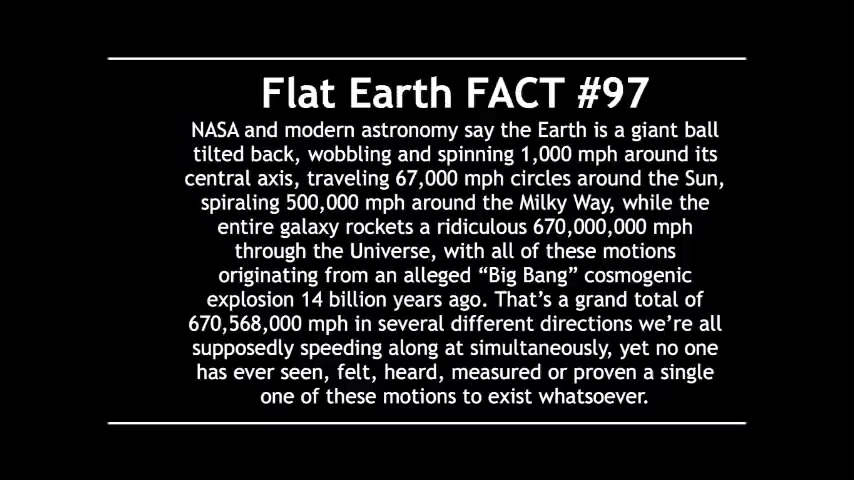 Flat Earth FACT #97
NASA and modern astronomy say the Earth is a giant ball
tilted back, wobbling and spinning 1,000 mph around its
central axis, traveling 67,000 mph circles around the Sun,
spiraling 500,000 mph around the Milky Way, while the
entire galaxy rockets a ridiculous 670,000,000 mph
through the Universe, with all of these motions
originating from an alleged “Big Bang” cosmogenic
explosion 14 billion years ago. That’s a grand total of
670,568,000 mph in several different directions we’re all
supposedly speeding along at simultaneously, yet no one
has ever seen, felt, heard, measured or proven a single
one of these motions to exist whatsoever.